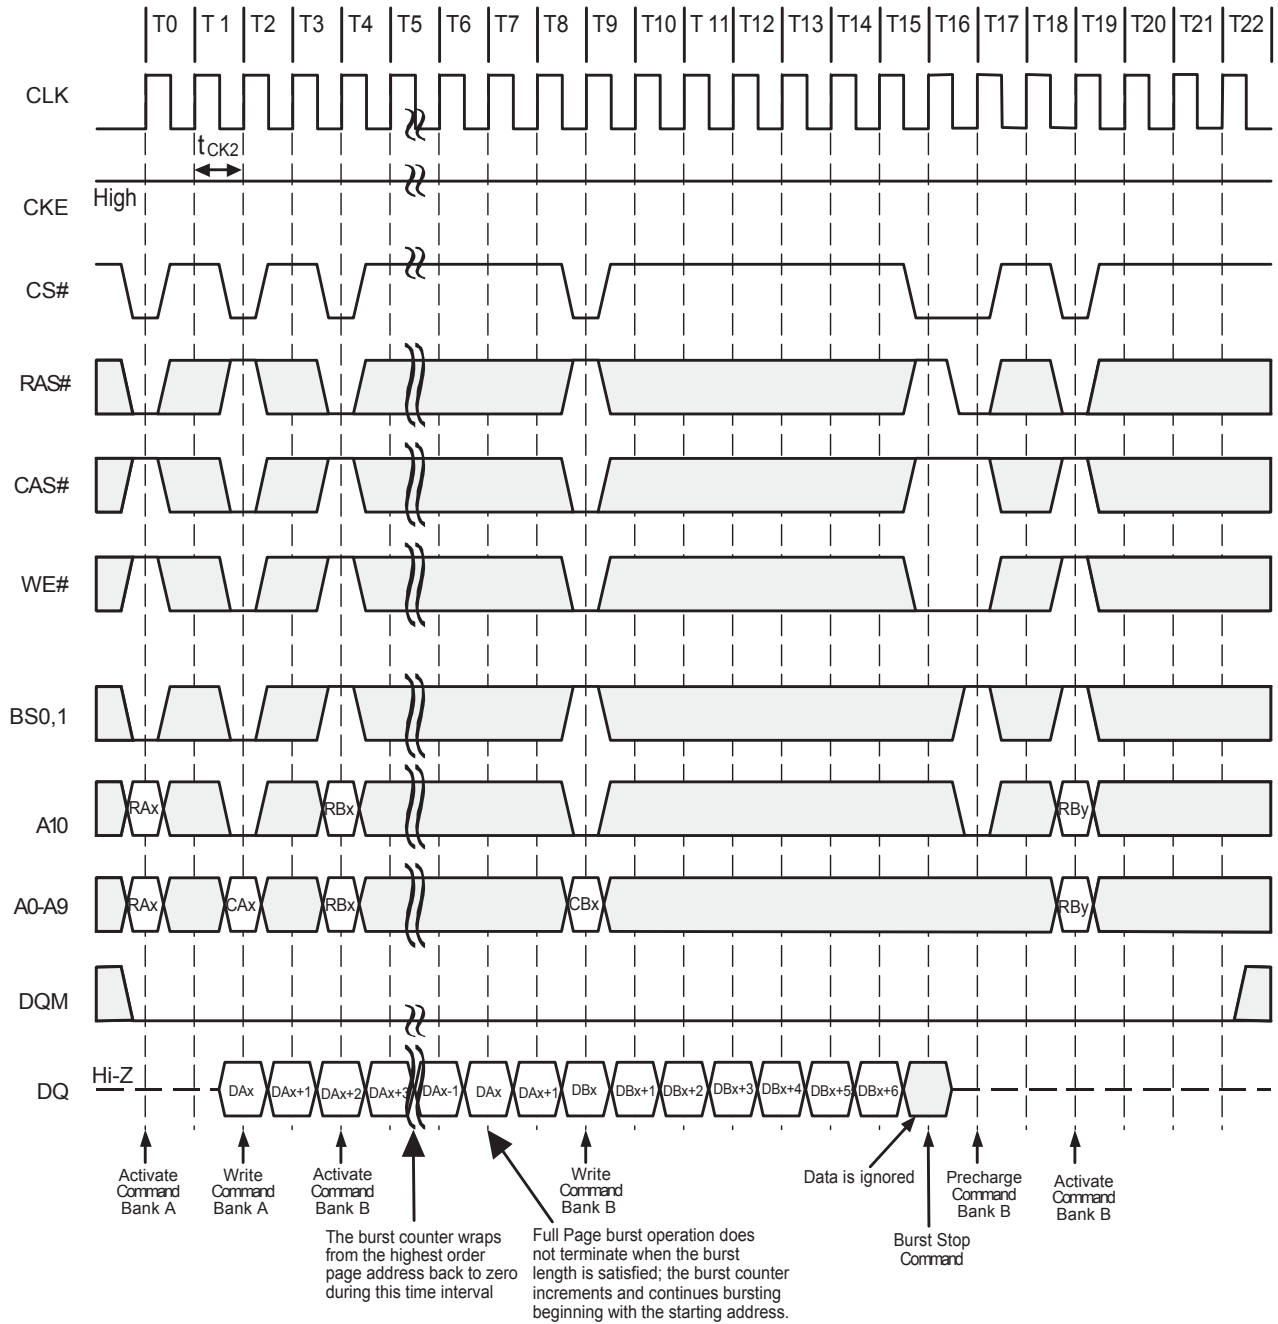 T0 T 1 T2 T3 T4 T5 T6 T7 T8 T9 T10 T 11 T12 T13 T14 T15 T16 T17 T18 T19 T20 T21 T22
CLK
tCK2
High
CKE
CS#
RAS#
CAS#
WE#
BS0,1
RAx RBx RBy
A10
A0-A9 RAx CAx RBx CBx RBy
DQM
Hi-Z
DQ DAx DAx+1 DAx+2 DAx+3 DAx-1 DAx DAx+1 DBx DBx+1 DBx+2 DBx+3 DBx+4 DBx+5 DBx+6
Activate
Command
Bank A
Write
Command
Bank A
Activate
Command
Bank B
The burst counter wraps
from the highest order
page address back to zero
during this time interval
Full Page burst operation does
not terminate when the burst
length is satisfied; the burst counter
increments and continues bursting
beginning with the starting address.
Write
Command
Bank B
Data is ignored
Burst Stop
Command
Precharge
Command
Bank B
Activate
Command
Bank B